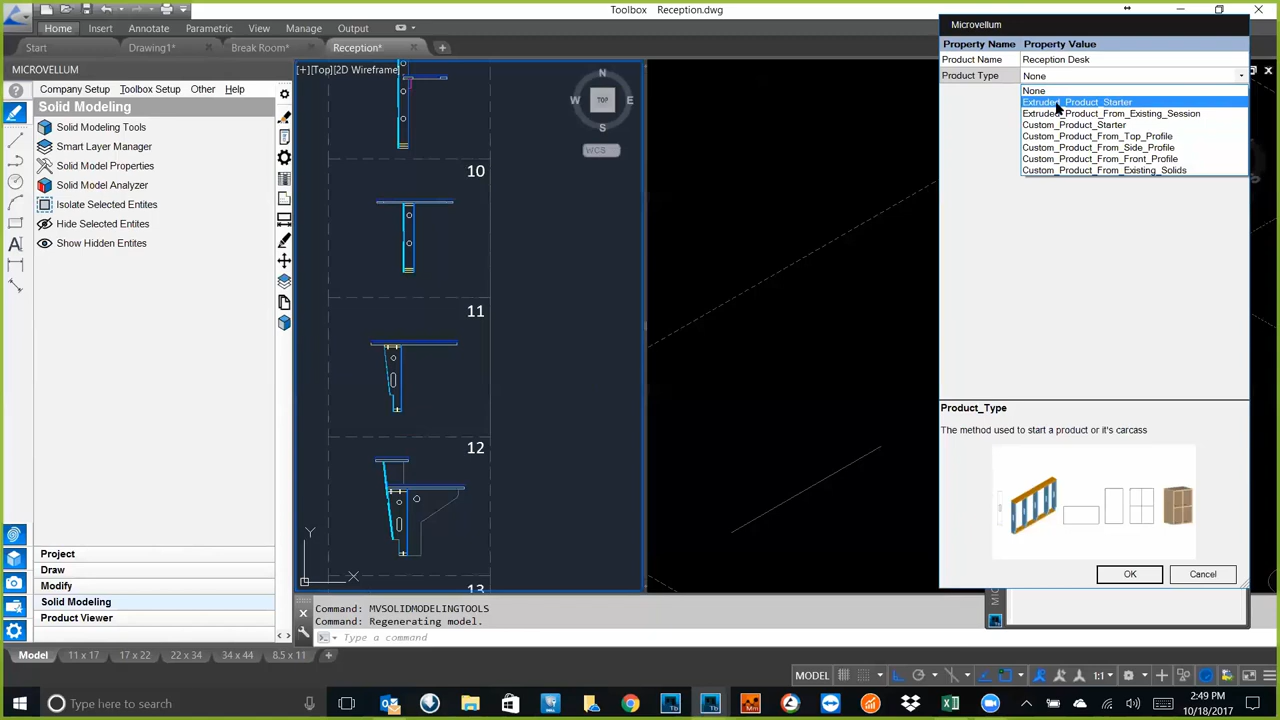 Toolbox Reception.dwg
Home Insert Annotate Parametric View Manage Output
Start Drawing1* Break Room* Reception*
MICROVELLUM
Company Setup Toolbox Setup Other Help
Solid Modeling
Solid Modeling Tools
Smart Layer Manager
Solid Model Properties
Solid Model Analyzer
Isolate Selected Entites
Hide Selected Entites
Show Hidden Entites
Project
Draw
Modify
Solid Modeling
Product Viewer
[+][Top][2D Wireframe]
N
W TOP E
S
WCS
10
11
12
13
Y
X
Microvellum
Property Name Property Value
Product Name Reception Desk
Product Type None
None
Extruded_Product_Starter
Extruded_Product_From_Existing_Session
Custom_Product_Starter
Custom_Product_From_Top_Profile
Custom_Product_From_Side_Profile
Custom_Product_From_Front_Profile
Custom_Product_From_Existing_Solids
Product_Type
The method used to start a product or it's carcass
OK Cancel
Command: MVSOLIDMODELINGTOOLS
Command: Regenerating model.
Type a command
Model 11 x 17 17 x 22 22 x 34 34 x 44 8.5 x 11
MODEL 1:1
Type here to search
2:49 PM
10/18/2017